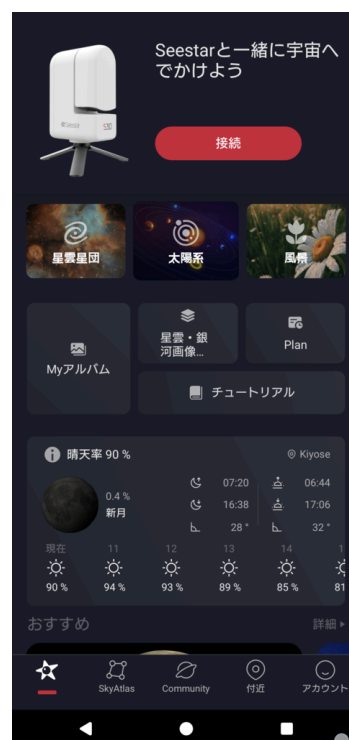 Seestarと一緒に宇宙へ
でかけよう
接続
星雲星団
太陽系
風景
Myアルバム
星雲・銀
河画像...
Plan
チュートリアル
晴天率 90 %
Kiyose
0.4 %
新月
07:20
06:44
16:38
17:06
28 °
32 °
現在
11
12
13
14
1
90 %
94 %
93 %
89 %
85 %
81
おすすめ
詳細
SkyAtlas
Community
付近
アカウント